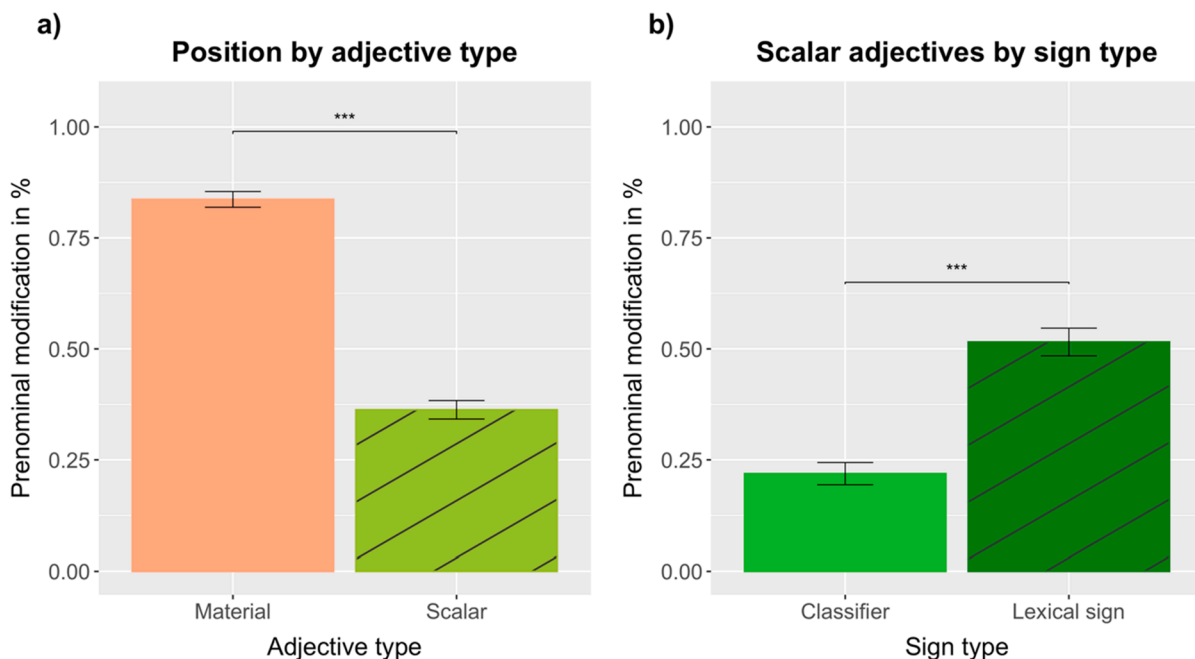 a)
Position by adjective type
Prenominal modification in %
1.00
0.75
0.50
0.25
0.00
***
Material
Scalar
Adjective type
b)
Scalar adjectives by sign type
Prenominal modification in %
1.00
0.75
0.50
0.25
0.00
***
Classifier
Lexical sign
Sign type